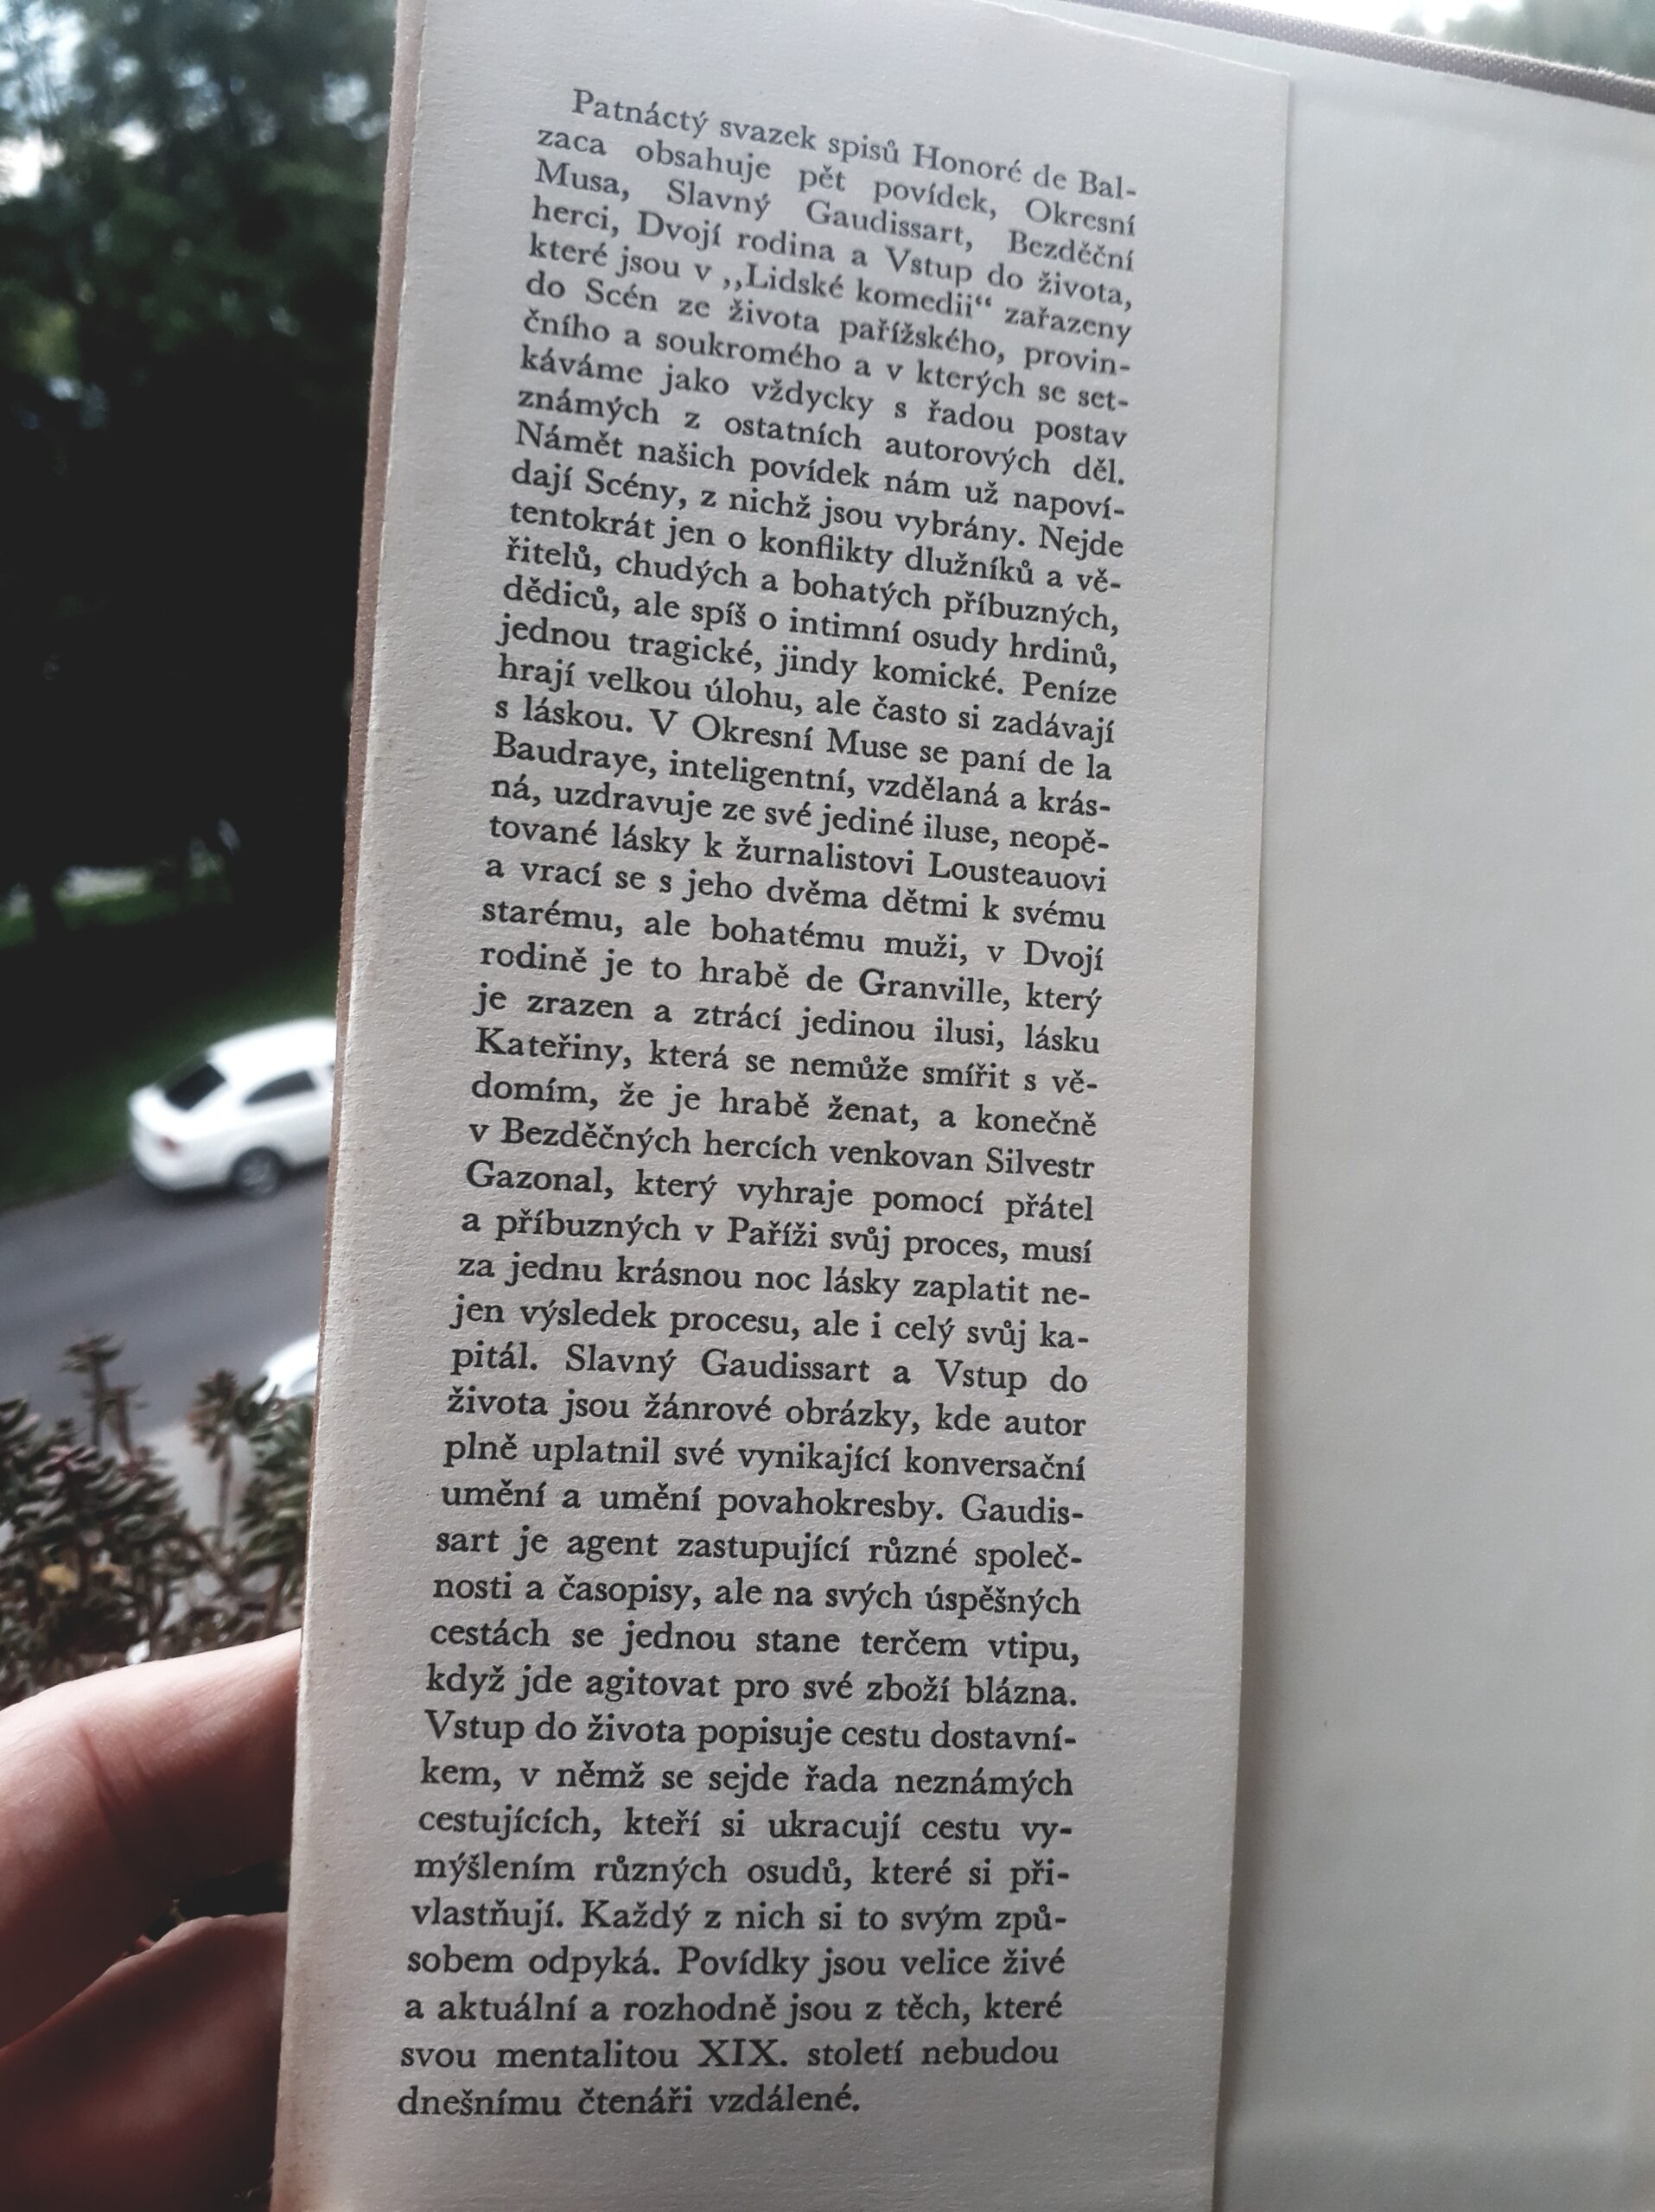 Patnáctý svazek spisů Honoré de Bal-
zaca obsahuje pět povídek, Okresní
Musa, Slavný Gaudissart, Bezděční
herci, Dvojí rodina a Vstup do života,
které jsou v ,,Lidské komedii“ zařazeny
do Scén ze života pařížského, provin-
čního a soukromého a v kterých se set-
káváme jako vždycky s řadou postav
známých z ostatních autorových děl.
Námět našich povídek nám už napoví-
dají Scény, z nichž jsou vybrány. Nejde
tentokrát jen o konflikty dlužníků a vě-
řitelů, chudých a bohatých příbuzných,
dědiců, ale spíš o intimní osudy hrdinů,
jednou tragické, jindy komické. Peníze
hrají velkou úlohu, ale často si zadávají
s láskou. V Okresní Muse se paní de la
Baudraye, inteligentní, vzdělaná a krás-
ná, uzdravuje ze své jediné iluse, neopě-
tované lásky k žurnalistovi Lousteauovi
a vrací se s jeho dvěma dětmi k svému
starému, ale bohatému muži, v Dvojí
rodině je to hrabě de Granville, který
je zrazen a ztrácí jedinou ilusi, lásku
Kateřiny, která se nemůže smířit s vě-
domím, že je hrabě ženat, a konečně
v Bezděčných hercích venkovan Silvestr
Gazonal, který vyhraje pomocí přátel
a příbuzných v Paříži svůj proces, musí
za jednu krásnou noc lásky zaplatit ne-
jen výsledek procesu, ale i celý svůj ka-
pitál. Slavný Gaudissart a Vstup do
života jsou žánrové obrázky, kde autor
plně uplatnil své vynikající konversační
umění a umění povahokresby. Gaudis-
sart je agent zastupující různé společ-
nosti a časopisy, ale na svých úspěšných
cestách se jednou stane terčem vtipu,
když jde agitovat pro své zboží blázna.
Vstup do života popisuje cestu dostavní-
kem, v němž se sejde řada neznámých
cestujících, kteří si ukracují cestu vy-
mýšlením různých osudů, které si při-
vlastňují. Každý z nich si to svým způ-
sobem odpyká. Povídky jsou velice živé
a aktuální a rozhodně jsou z těch, které
svou mentalitou XIX. století nebudou
dnešnímu čtenáři vzdálené.